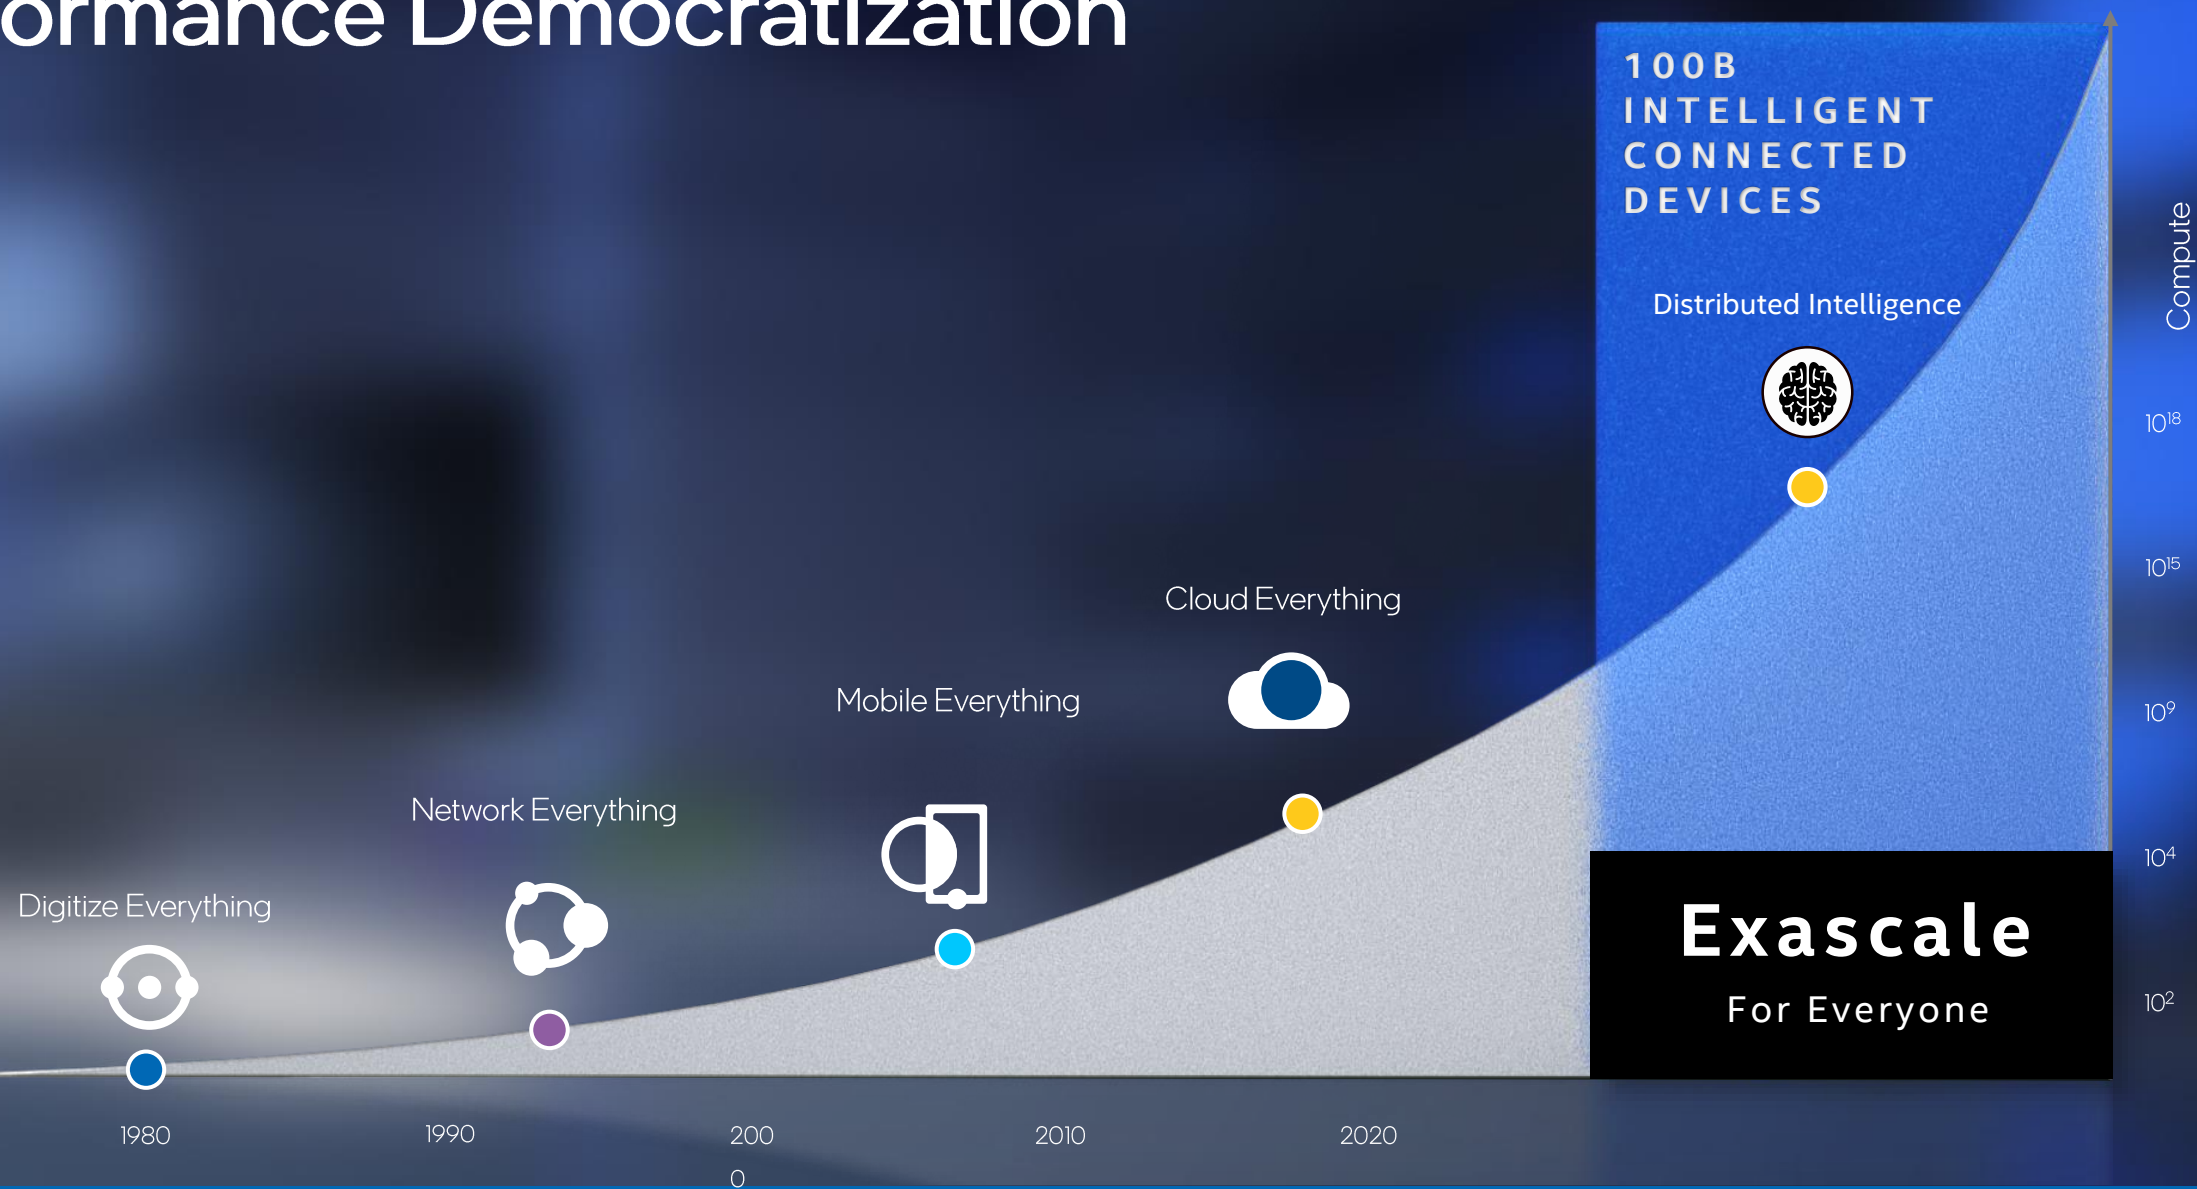 ormance Democratization
100B
INTELLIGENT
CONNECTED
DEVICES
Distributed Intelligence
Compute
10¹⁸
10¹⁵
Cloud Everything
Mobile Everything
10⁹
Network Everything
10⁴
Digitize Everything
Exascale
For Everyone
10²
1980
1990
200
0
2010
2020